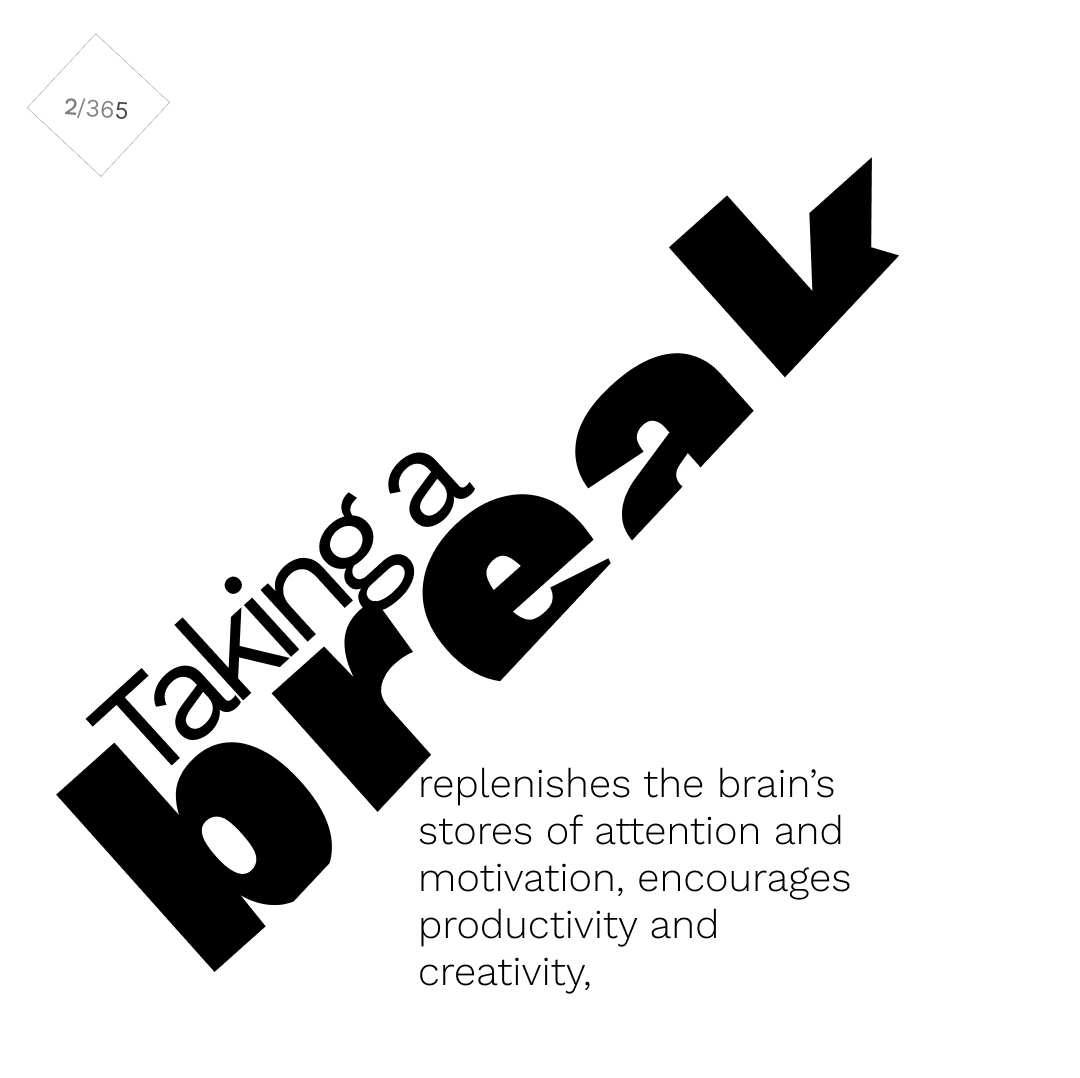 2/365
Taking a
break
replenishes the brain’s
stores of attention and
motivation, encourages
productivity and
creativity,